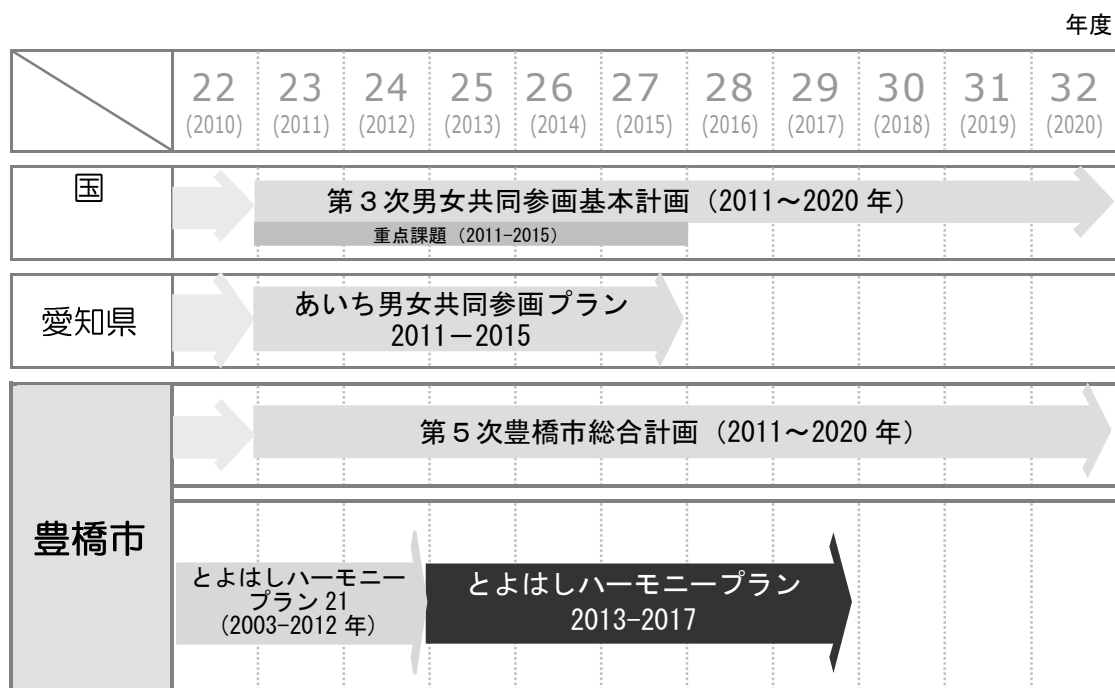 年度
22 23 24 25 26 27 28 29 30 31 32
(2010) (2011) (2012) (2013) (2014) (2015) (2016) (2017) (2018) (2019) (2020)
国
第３次男女共同参画基本計画（2011～2020 年）
重点課題（2011-2015）
愛知県
あいち男女共同参画プラン
2011－2015
豊橋市
第５次豊橋市総合計画（2011～2020 年）
とよはしハーモニー
プラン 21
（2003-2012 年）
とよはしハーモニープラン
2013-2017